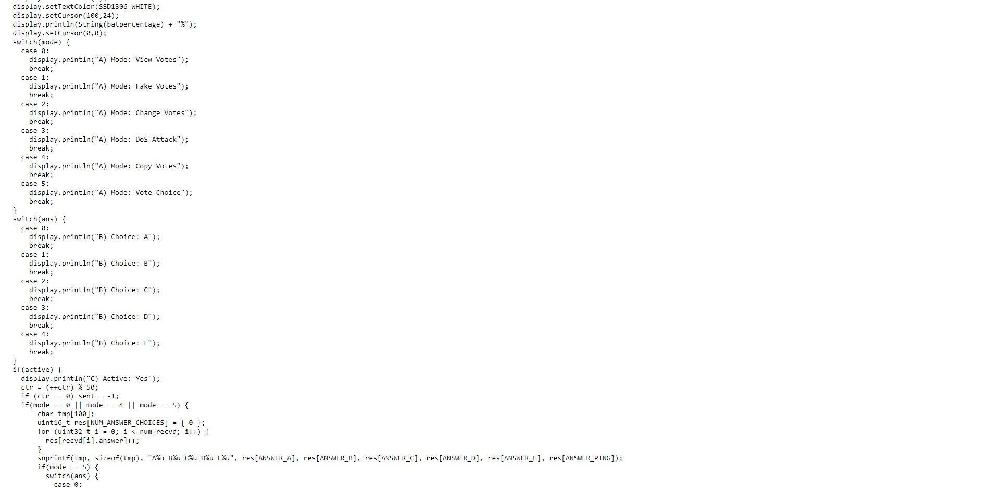 display.setTextColor(SSD1306_WHITE);
display.setCursor(100,24);
display.println(String(batpercentage) + "%");
display.setCursor(0,0);
switch(mode) {
  case 0:
    display.println("A) Mode: View Votes");
    break;
  case 1:
    display.println("A) Mode: Fake Votes");
    break;
  case 2:
    display.println("A) Mode: Change Votes");
    break;
  case 3:
    display.println("A) Mode: DoS Attack");
    break;
  case 4:
    display.println("A) Mode: Copy Votes");
    break;
  case 5:
    display.println("A) Mode: Vote Choice");
    break;
}
switch(ans) {
  case 0:
    display.println("B) Choice: A");
    break;
  case 1:
    display.println("B) Choice: B");
    break;
  case 2:
    display.println("B) Choice: C");
    break;
  case 3:
    display.println("B) Choice: D");
    break;
  case 4:
    display.println("B) Choice: E");
    break;
}
if(active) {
  display.println("C) Active: Yes");
  ctr = (++ctr) % 50;
  if (ctr == 0) sent = -1;
  if(mode == 0 || mode == 4 || mode == 5) {
      char tmp[100];
      uint16_t res[NUM_ANSWER_CHOICES] = { 0 };
      for (uint32_t i = 0; i < num_recvd; i++) {
        res[recvd[i].answer]++;
      }
      snprintf(tmp, sizeof(tmp), "A%u B%u C%u D%u E%u", res[ANSWER_A], res[ANSWER_B], res[ANSWER_C], res[ANSWER_D], res[ANSWER_E], res[ANSWER_PING]);
      if(mode == 5) {
        switch(ans) {
          case 0: